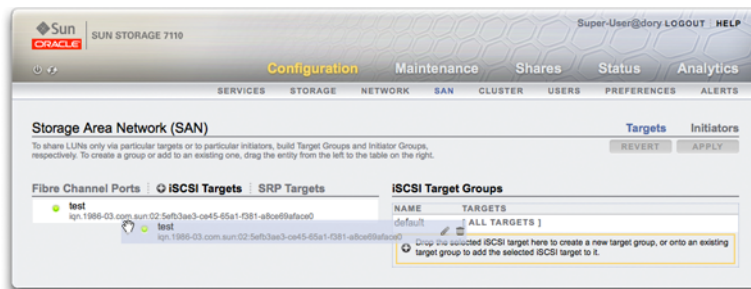 Sun
ORACLE
SUN STORAGE 7110
Super-User@dory LOGOUT HELP
Configuration Maintenance Shares Status Analytics
SERVICES STORAGE NETWORK SAN CLUSTER USERS PREFERENCES ALERTS
Storage Area Network (SAN)
Targets Initiators
To share LUNs only via particular targets or to particular initiators, build Target Groups and Initiator Groups,
respectively. To create a group or add to an existing one, drag the entity from the left to the table on the right.
REVERT APPLY
Fibre Channel Ports iSCSI Targets SRP Targets
test
iqn.1986-03.com.sun:02:5efb3ae3-ce45-65a1-f381-a8ce69aface0
test
iqn.1986-03.com.sun:02:5efb3ae3-ce45-65a1-f381-a8ce69aface0
iSCSI Target Groups
NAME TARGETS
default [ ALL TARGETS ]
Drop the selected iSCSI target here to create a new target group, or onto an existing
target group to add the selected iSCSI target to it.